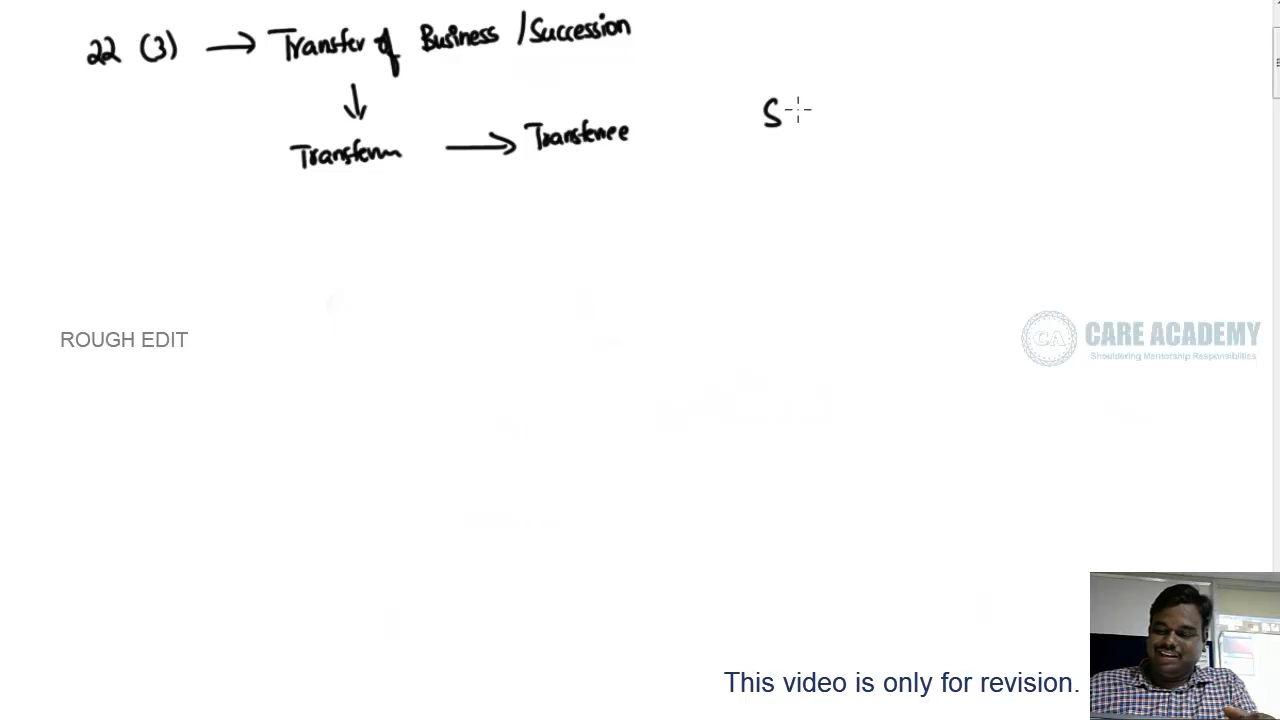 22 (3) → Transfer of Business / Succession
↓
Transferor → Transferee
S
ROUGH EDIT
CA CARE ACADEMY
Shouldering Mentorship Responsibilities
This video is only for revision.